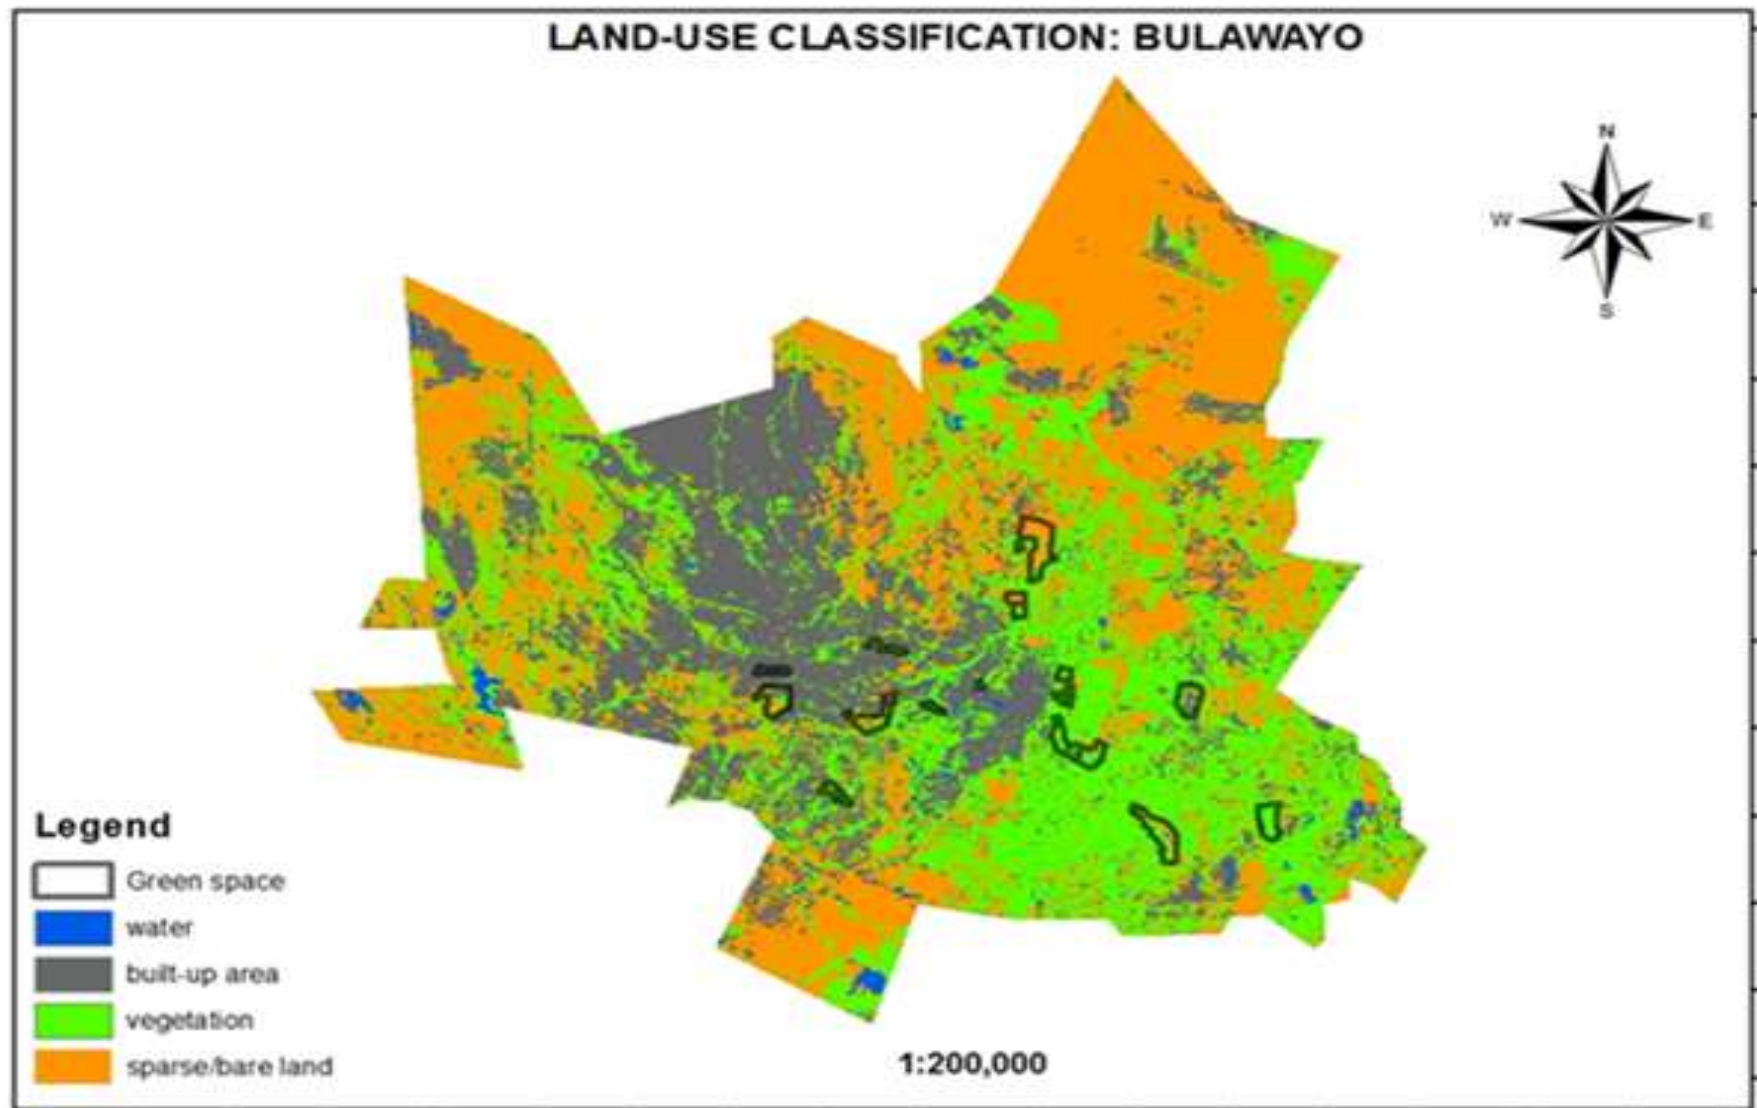 LAND-USE CLASSIFICATION: BULAWAYO
N
W E
S
Legend
Green space
water
built-up area
vegetation
sparse/bare land
1:200,000